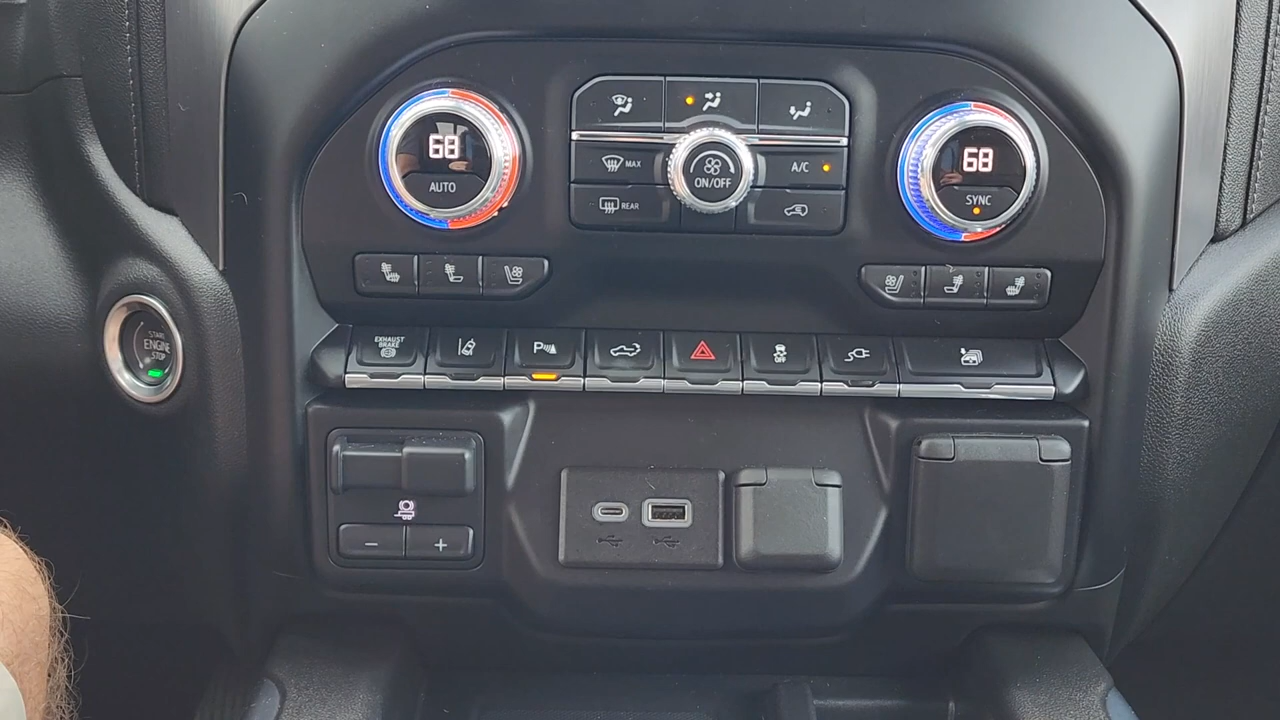 68
AUTO
MAX
REAR
ON/OFF
A/C
68
SYNC
START
ENGINE
STOP
EXHAUST
BRAKE
P
OFF
− +